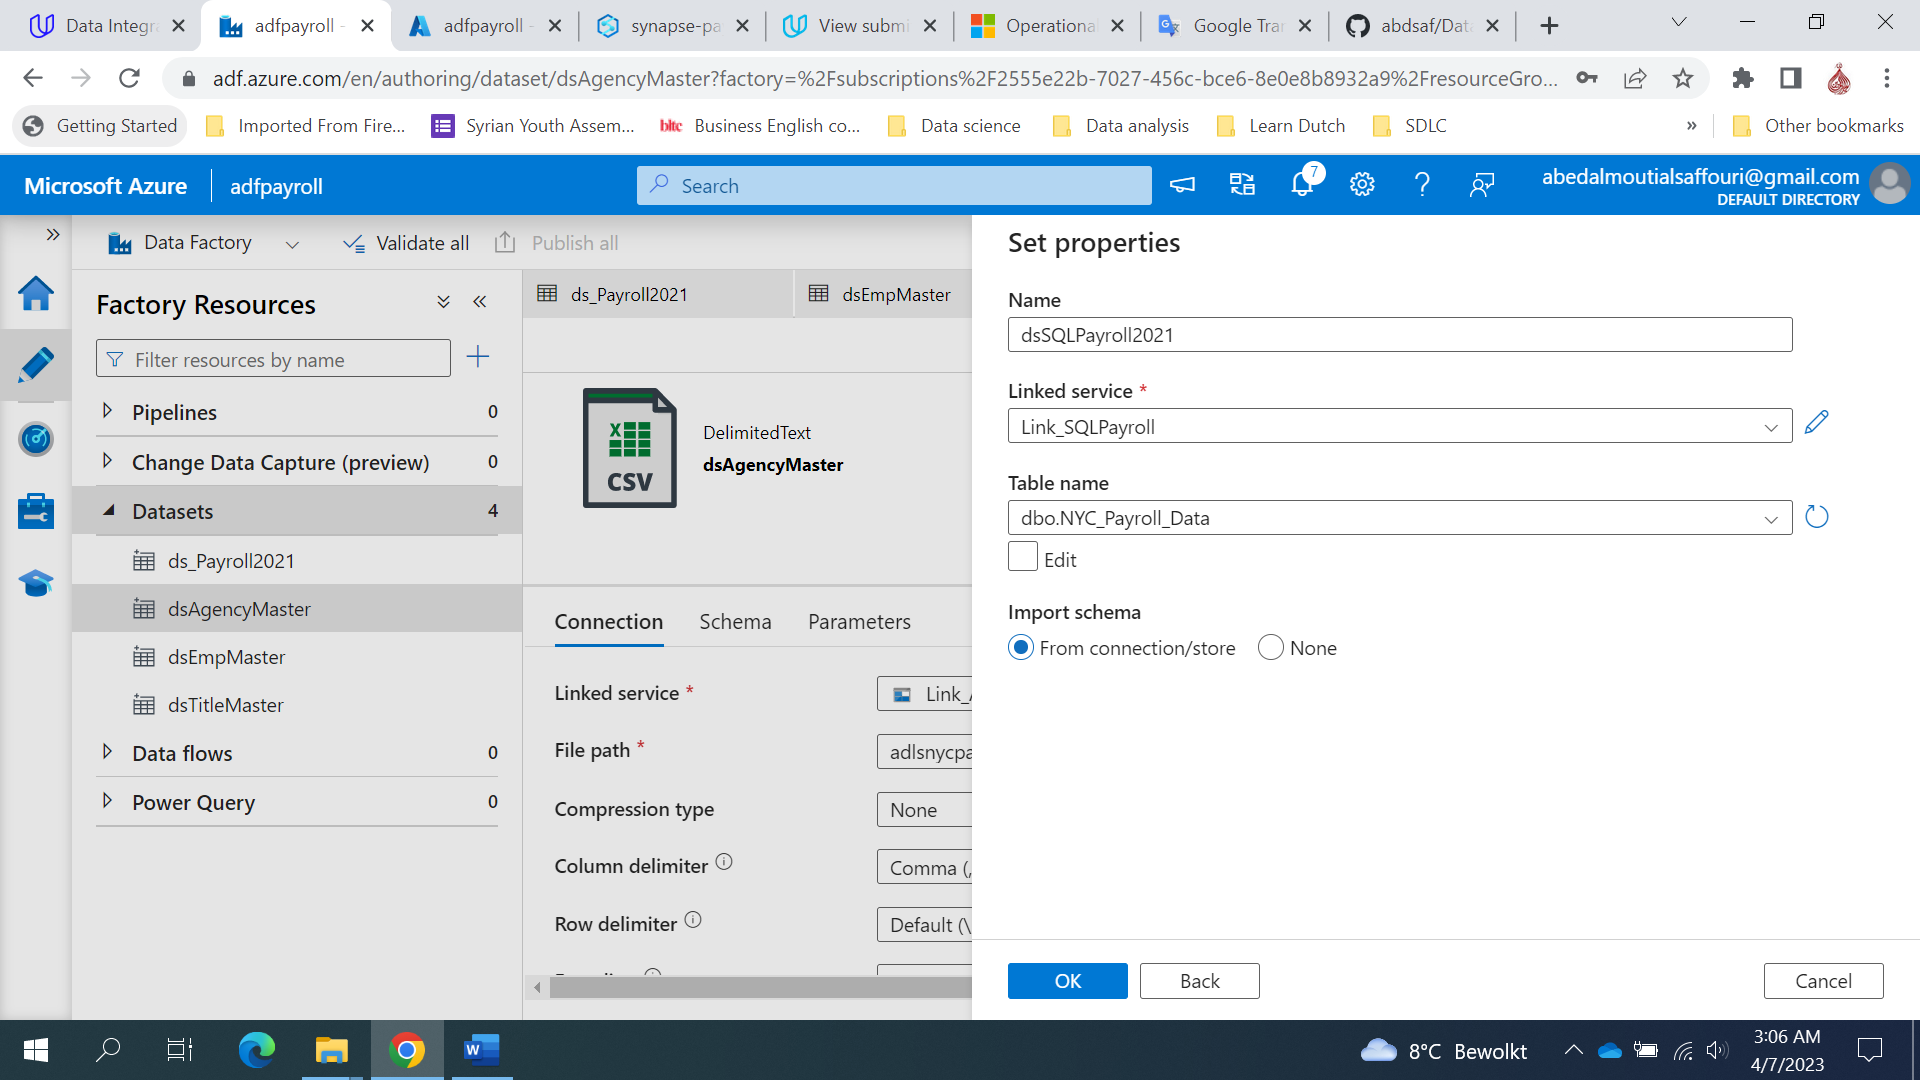 Data Integra
adfpayroll -
adfpayroll -
synapse-pa
View submi
Operational
Google Tran
abdsaf/Data
adf.azure.com/en/authoring/dataset/dsAgencyMaster?factory=%2Fsubscriptions%2F2555e22b-7027-456c-bce6-8e0e8b8932a9%2FresourceGro...
Getting Started
Imported From Fire...
Syrian Youth Assem...
bitc
Business English co...
Data science
Data analysis
Learn Dutch
SDLC
»
Other bookmarks
Microsoft Azure
adfpayroll
Search
7
abedalmoutialsaffouri@gmail.com
DEFAULT DIRECTORY
Data Factory
Validate all
Publish all
Factory Resources
Filter resources by name
Pipelines 0
Change Data Capture (preview) 0
Datasets 4
ds_Payroll2021
dsAgencyMaster
dsEmpMaster
dsTitleMaster
Data flows 0
Power Query 0
ds_Payroll2021
dsEmpMaster
CSV
DelimitedText
dsAgencyMaster
Connection
Schema
Parameters
Linked service *
Link_
File path *
adlsnycpa
Compression type
None
Column delimiter
Comma (,
Row delimiter
Default (\
Set properties
Name
dsSQLPayroll2021
Linked service *
Link_SQLPayroll
Table name
dbo.NYC_Payroll_Data
Edit
Import schema
From connection/store
None
OK
Back
Cancel
W
8°C Bewolkt
3:06 AM
4/7/2023